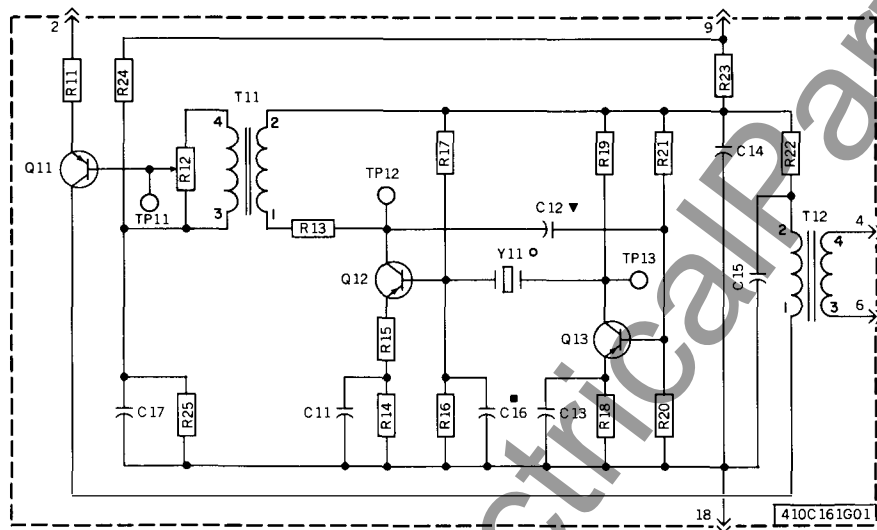 2
9
R11
R24
R23
T11
4
2
R12
R17
R19
R21
C14
R22
Q11
TP12
TP11
3
1
R13
C12 ▼
T12
2
4
4
Y11 ○
TP13
Q12
C15
1
3
6
Q13
R15
C17
R25
C11
R14
R16
C16 ■
C13
R18
R20
18
410C161G01
ctricalPar